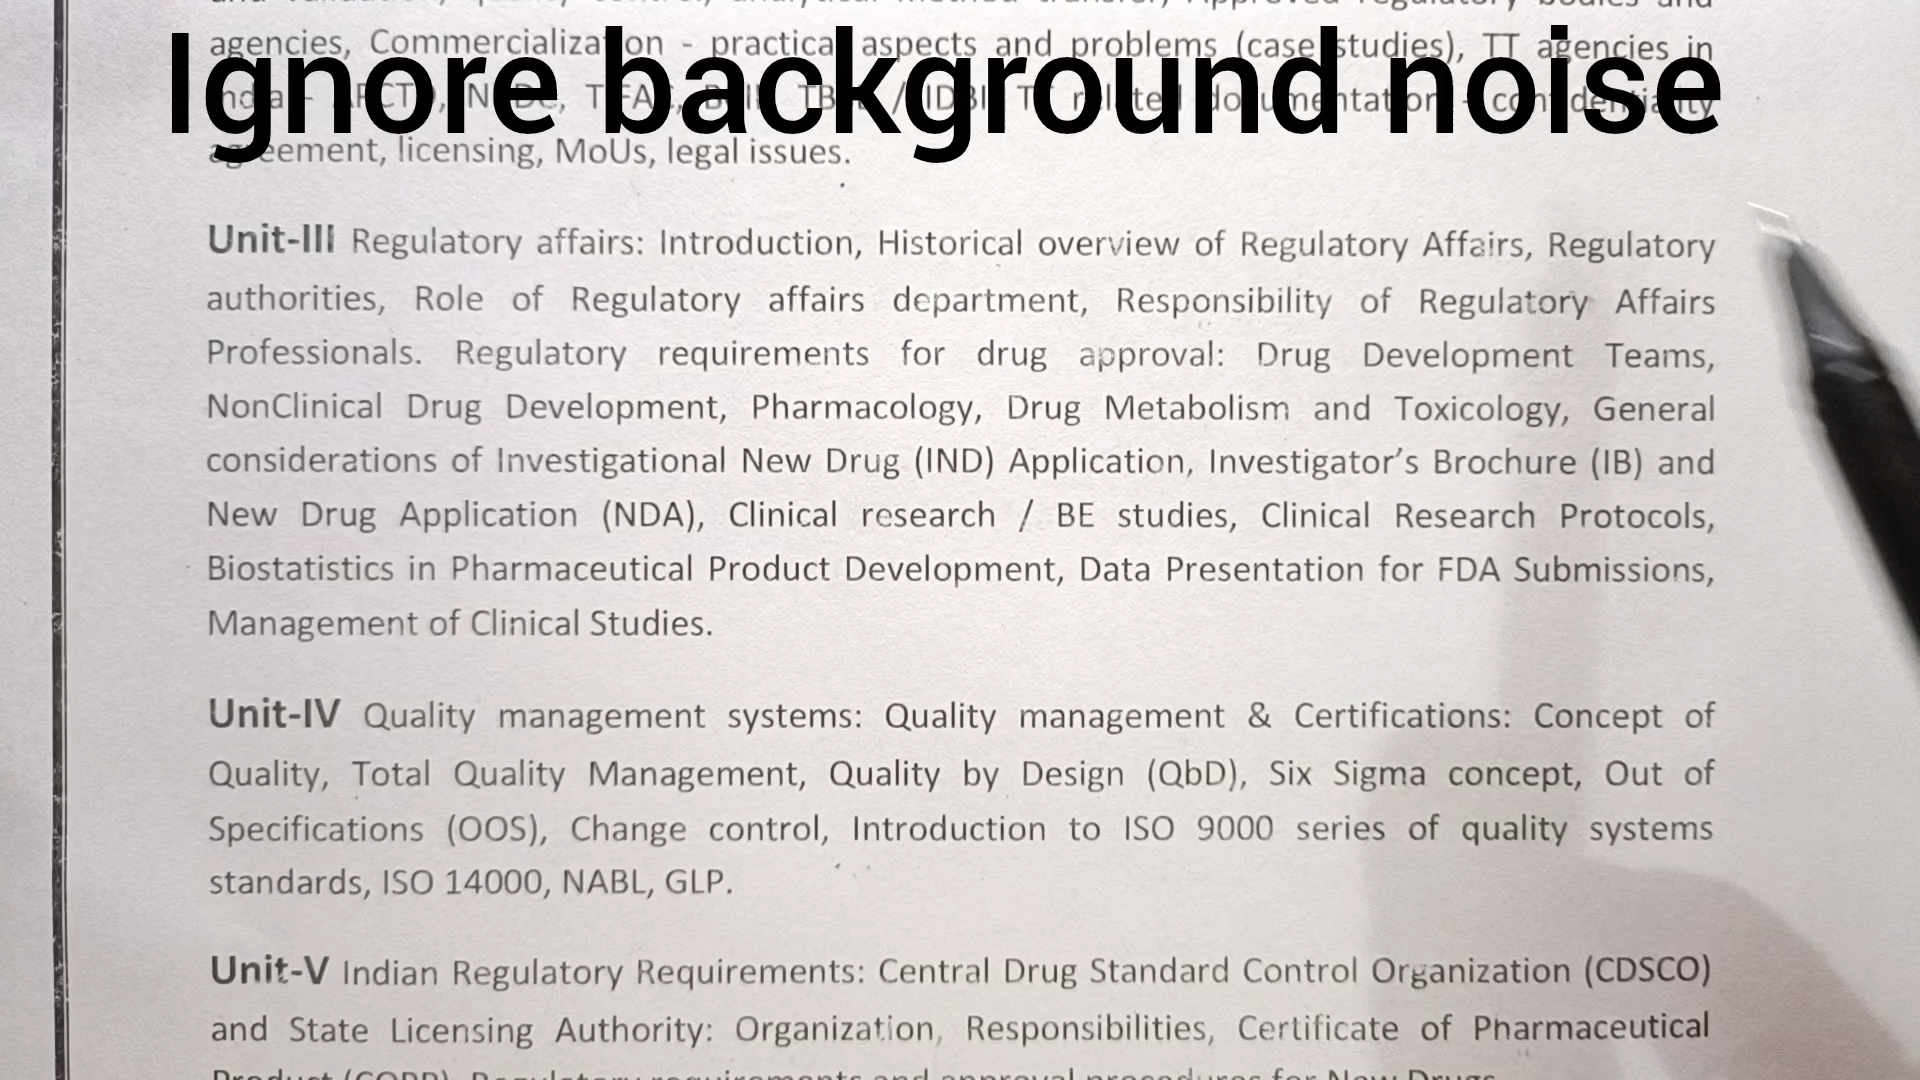 Ignore background noise
agencies, Commercialization - practical aspects and problems (case studies), TT agencies in
agreement, licensing, MoUs, legal issues.
Unit-III Regulatory affairs: Introduction, Historical overview of Regulatory Affairs, Regulatory
authorities, Role of Regulatory affairs department, Responsibility of Regulatory Affairs
Professionals. Regulatory requirements for drug approval: Drug Development Teams,
NonClinical Drug Development, Pharmacology, Drug Metabolism and Toxicology, General
considerations of Investigational New Drug (IND) Application, Investigator’s Brochure (IB) and
New Drug Application (NDA), Clinical research / BE studies, Clinical Research Protocols,
Biostatistics in Pharmaceutical Product Development, Data Presentation for FDA Submissions,
Management of Clinical Studies.
Unit-IV Quality management systems: Quality management & Certifications: Concept of
Quality, Total Quality Management, Quality by Design (QbD), Six Sigma concept, Out of
Specifications (OOS), Change control, Introduction to ISO 9000 series of quality systems
standards, ISO 14000, NABL, GLP.
Unit-V Indian Regulatory Requirements: Central Drug Standard Control Organization (CDSCO)
and State Licensing Authority: Organization, Responsibilities, Certificate of Pharmaceutical